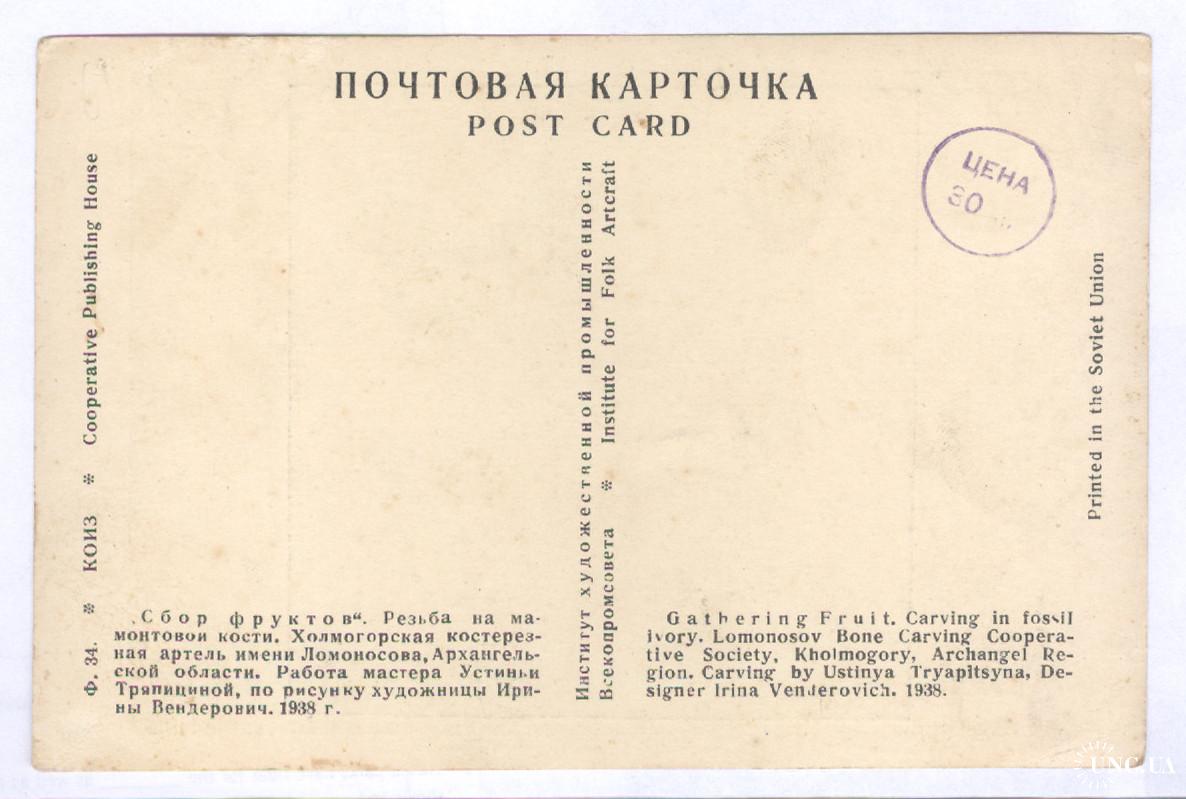 ПОЧТОВАЯ КАРТОЧКА
POST CARD
ЦЕНА
30
Ф. 34. * КОИЗ * Cooperative Publishing House
„Сбор фруктов“. Резьба на ма-
монтовой кости. Холмогорская костерез-
ная артель имени Ломоносова, Архангель-
ской области. Работа мастера Устиньи
Тряпициной, по рисунку художницы Ири-
ны Вендерович. 1938 г.
Институт художественной промышленности
Всекопромсовета * Institute for Folk Artcraft
Gathering Fruit. Carving in fossil
ivory. Lomonosov Bone Carving Coopera-
tive Society, Kholmogory, Archangel Re-
gion. Carving by Ustinya Tryapitsyna, De-
signer Irina Venderovich. 1938.
Printed in the Soviet Union
UNC.UA